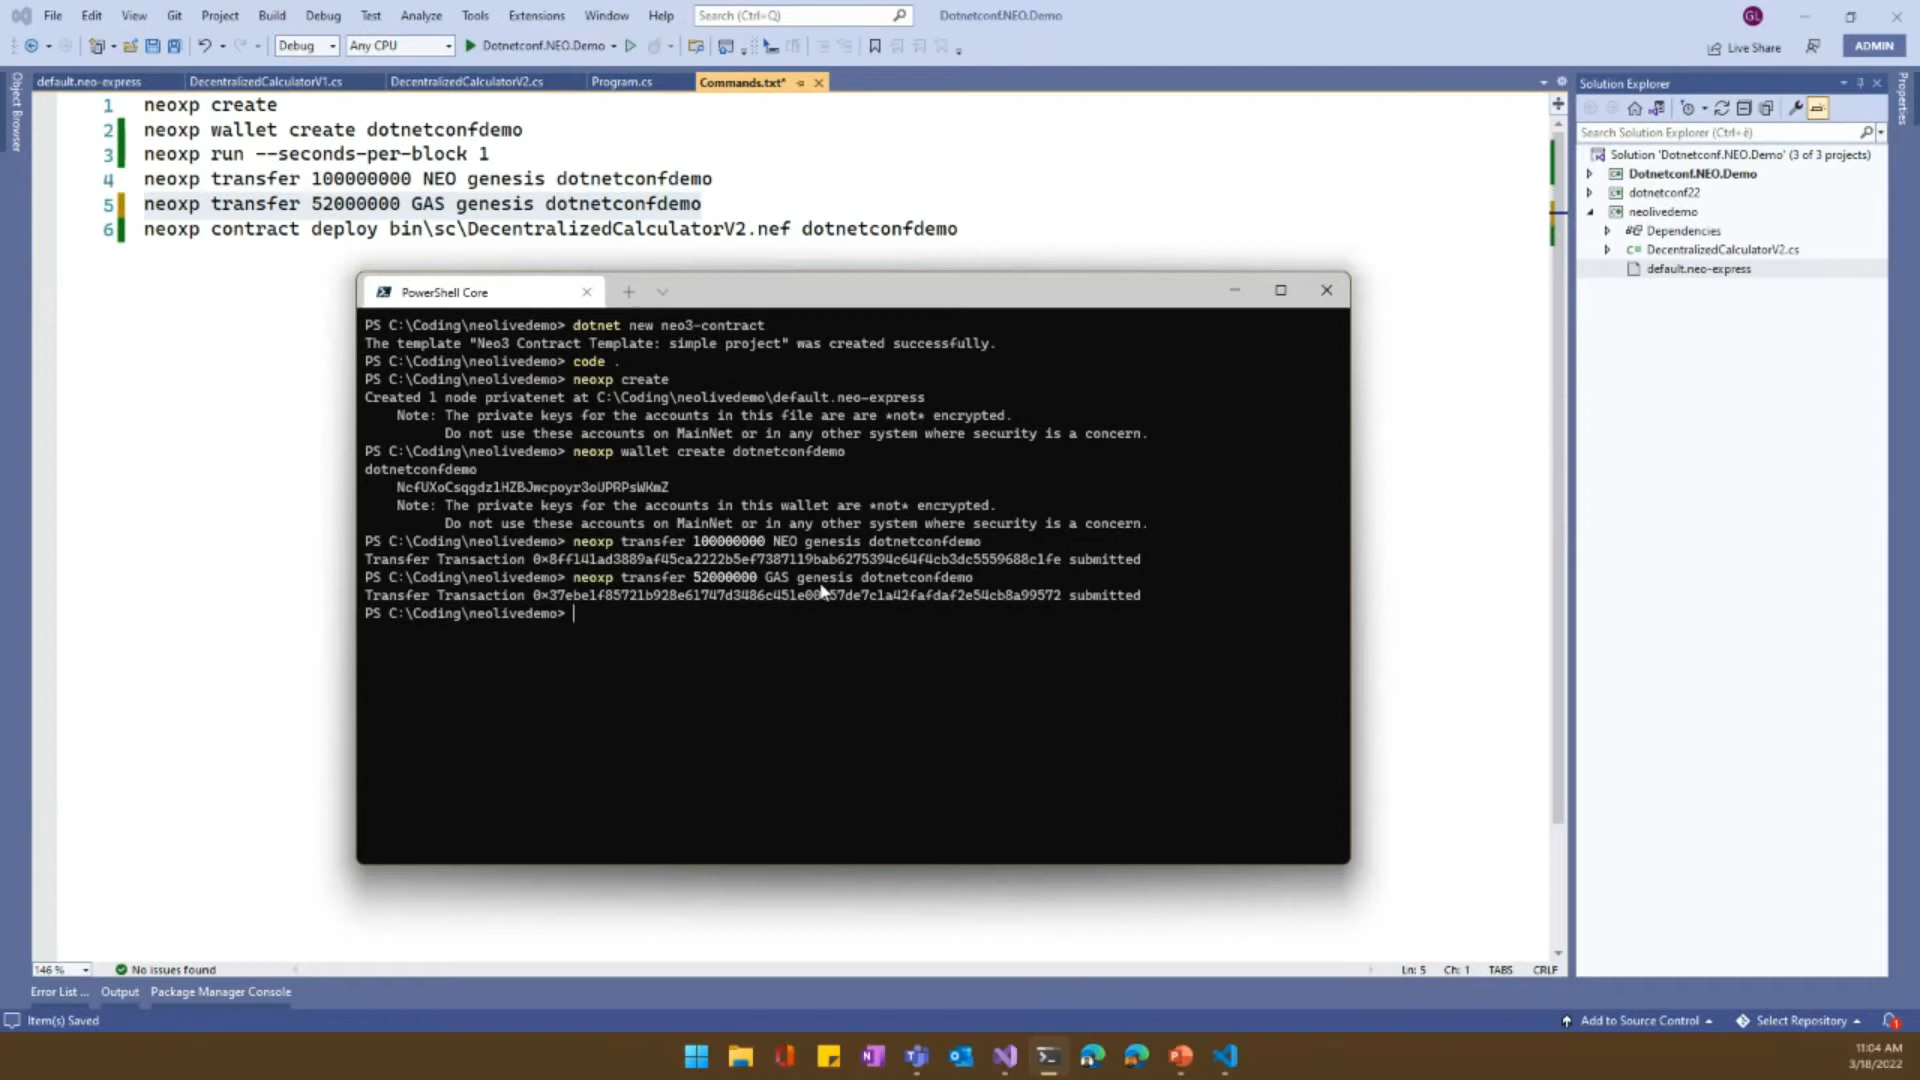 File Edit View Git Project Build Debug Test Analyze Tools Extensions Window Help Search (Ctrl+Q) Dotnetconf.NEO.Demo GL
Debug Any CPU Dotnetconf.NEO.Demo Live Share ADMIN
default.neo-express DecentralizedCalculatorV1.cs DecentralizedCalculatorV2.cs Program.cs Commands.txt*
Object Browser
1 neoxp create
2 neoxp wallet create dotnetconfdemo
3 neoxp run --seconds-per-block 1
4 neoxp transfer 100000000 NEO genesis dotnetconfdemo
5 neoxp transfer 52000000 GAS genesis dotnetconfdemo
6 neoxp contract deploy bin\sc\DecentralizedCalculatorV2.nef dotnetconfdemo
PowerShell Core
PS C:\Coding\neolivedemo> dotnet new neo3-contract
The template "Neo3 Contract Template: simple project" was created successfully.
PS C:\Coding\neolivedemo> code .
PS C:\Coding\neolivedemo> neoxp create
Created 1 node privatenet at C:\Coding\neolivedemo\default.neo-express
Note: The private keys for the accounts in this file are are *not* encrypted.
Do not use these accounts on MainNet or in any other system where security is a concern.
PS C:\Coding\neolivedemo> neoxp wallet create dotnetconfdemo
dotnetconfdemo
NcfUXoCsqgdz1HZBJwcpoyr3oUPRPsWKmZ
Note: The private keys for the accounts in this wallet are *not* encrypted.
Do not use these accounts on MainNet or in any other system where security is a concern.
PS C:\Coding\neolivedemo> neoxp transfer 100000000 NEO genesis dotnetconfdemo
Transfer Transaction 0x8ff141ad3889af45ca2222b5ef7387119bab6275394c64f4cb3dc5559688c1fe submitted
PS C:\Coding\neolivedemo> neoxp transfer 52000000 GAS genesis dotnetconfdemo
Transfer Transaction submitted
PS C:\Coding\neolivedemo>
Solution Explorer
Search Solution Explorer (Ctrl+è)
Solution 'Dotnetconf.NEO.Demo' (3 of 3 projects)
Dotnetconf.NEO.Demo
dotnetconf22
neolivedemo
Dependencies
C# DecentralizedCalculatorV2.cs
default.neo-express
Properties
146 % No issues found Ln: 5 Ch: 1 TABS CRLF
Error List ... Output Package Manager Console
Item(s) Saved Add to Source Control Select Repository 1
11:04 AM
3/18/2022